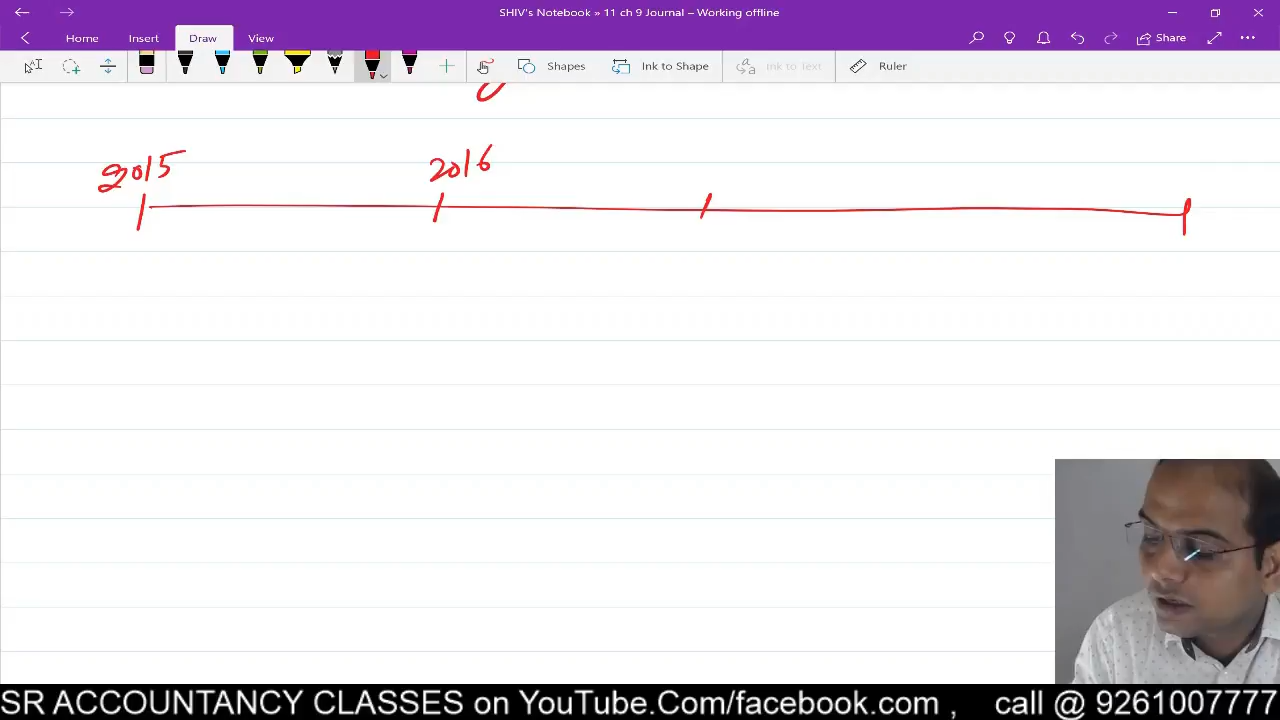 SHIV's Notebook » 11 ch 9 Journal – Working offline
Home Insert Draw View
Share
Shapes Ink to Shape Ink to Text Ruler
2015 2016
SR ACCOUNTANCY CLASSES on YouTube.Com/facebook.com , call @ 9261007777